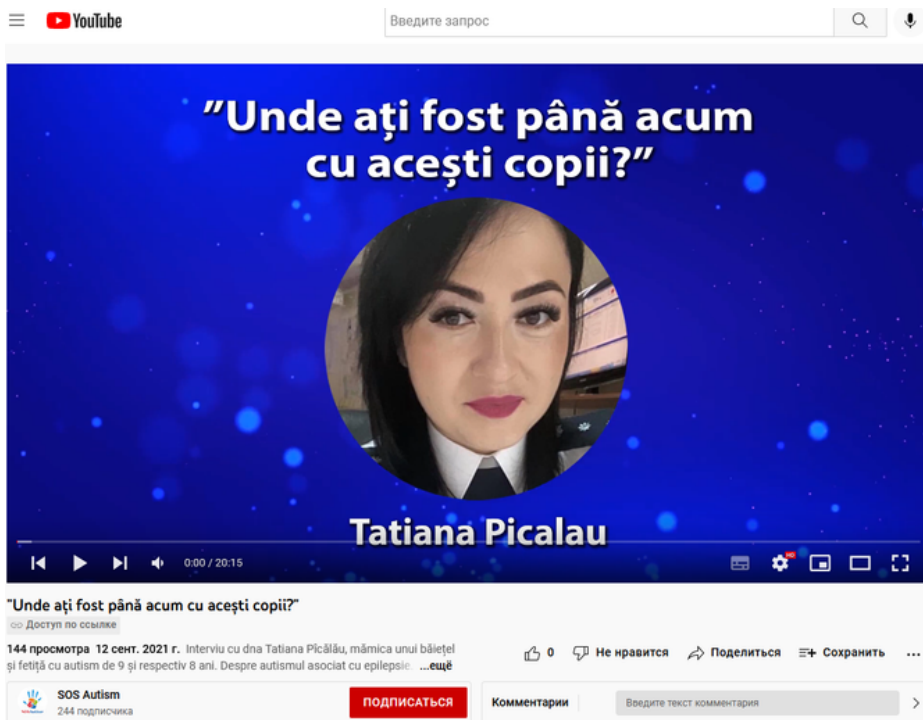 YouTube
Введите запрос
”Unde ați fost până acum
cu acești copii?”
Tatiana Picalau
0:00 / 20:15
HD
"Unde ați fost până acum cu acești copii?"
Доступ по ссылке
144 просмотра 12 сент. 2021 г. Interviu cu dna Tatiana Pîcălău, mămica unui băiețel
și fetiță cu autism de 9 și respectiv 8 ani. Despre autismul asociat cu epilepsie. ...ещё
0 Не нравится Поделиться Сохранить ...
SOS Autism
244 подписчика
ПОДПИСАТЬСЯ
Комментарии
Введите текст комментария